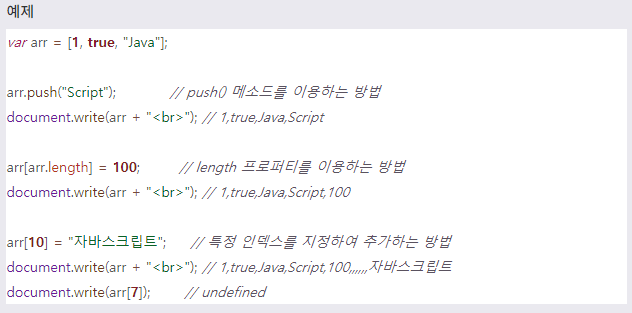 예제
var arr = [1, true, "Java"];
arr.push("Script"); // push() 메소드를 이용하는 방법
document.write(arr + "<br>"); // 1,true,Java,Script
arr[arr.length] = 100; // length 프로퍼티를 이용하는 방법
document.write(arr + "<br>"); // 1,true,Java,Script,100
arr[10] = "자바스크립트"; // 특정 인덱스를 지정하여 추가하는 방법
document.write(arr + "<br>"); // 1,true,Java,Script,100,,,,,,자바스크립트
document.write(arr[7]); // undefined